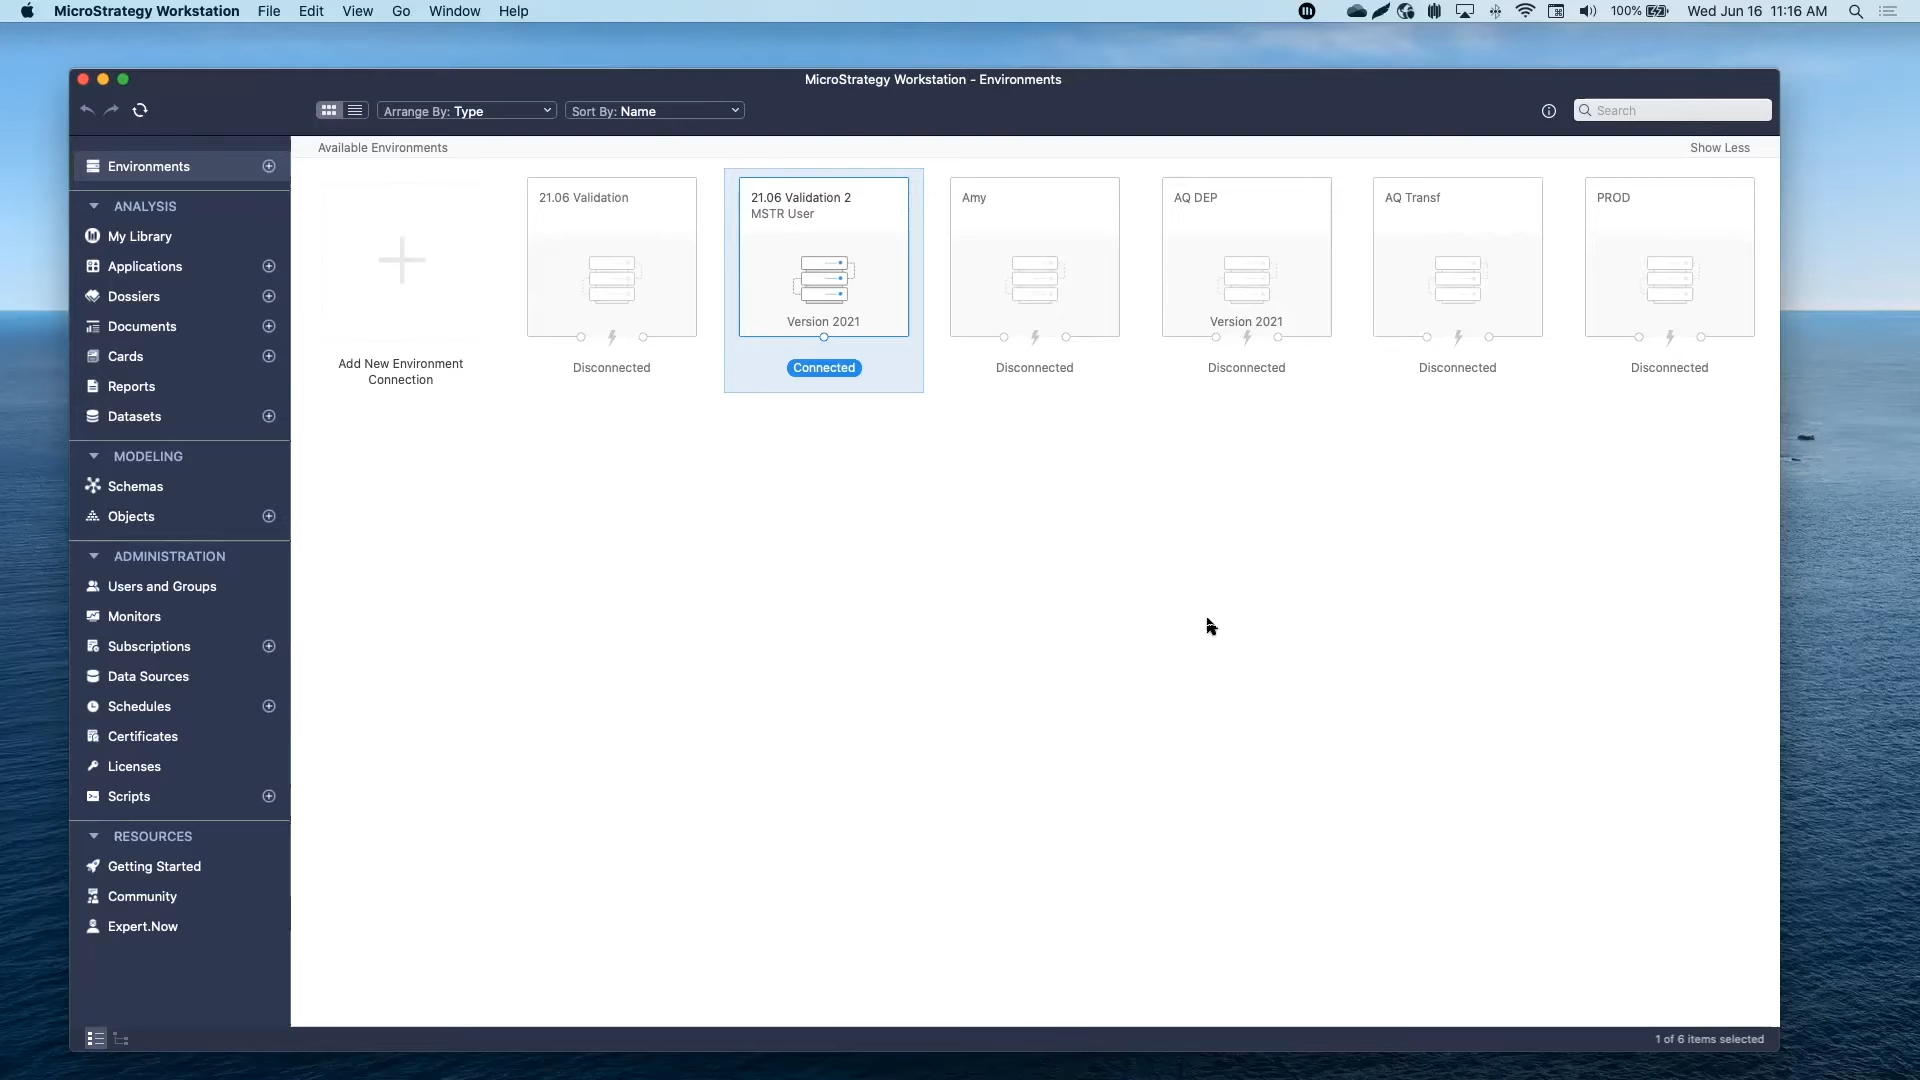 MicroStrategy Workstation File Edit View Go Window Help 100% Wed Jun 16 11:16 AM
MicroStrategy Workstation - Environments
Arrange By: Type Sort By: Name Search
Environments
ANALYSIS
My Library
Applications
Dossiers
Documents
Cards
Reports
Datasets
MODELING
Schemas
Objects
ADMINISTRATION
Users and Groups
Monitors
Subscriptions
Data Sources
Schedules
Certificates
Licenses
Scripts
RESOURCES
Getting Started
Community
Expert.Now
Available Environments Show Less
Add New Environment
Connection
21.06 Validation
Disconnected
21.06 Validation 2
MSTR User
Version 2021
Connected
Amy
Disconnected
AQ DEP
Version 2021
Disconnected
AQ Transf
Disconnected
PROD
Disconnected
1 of 6 items selected